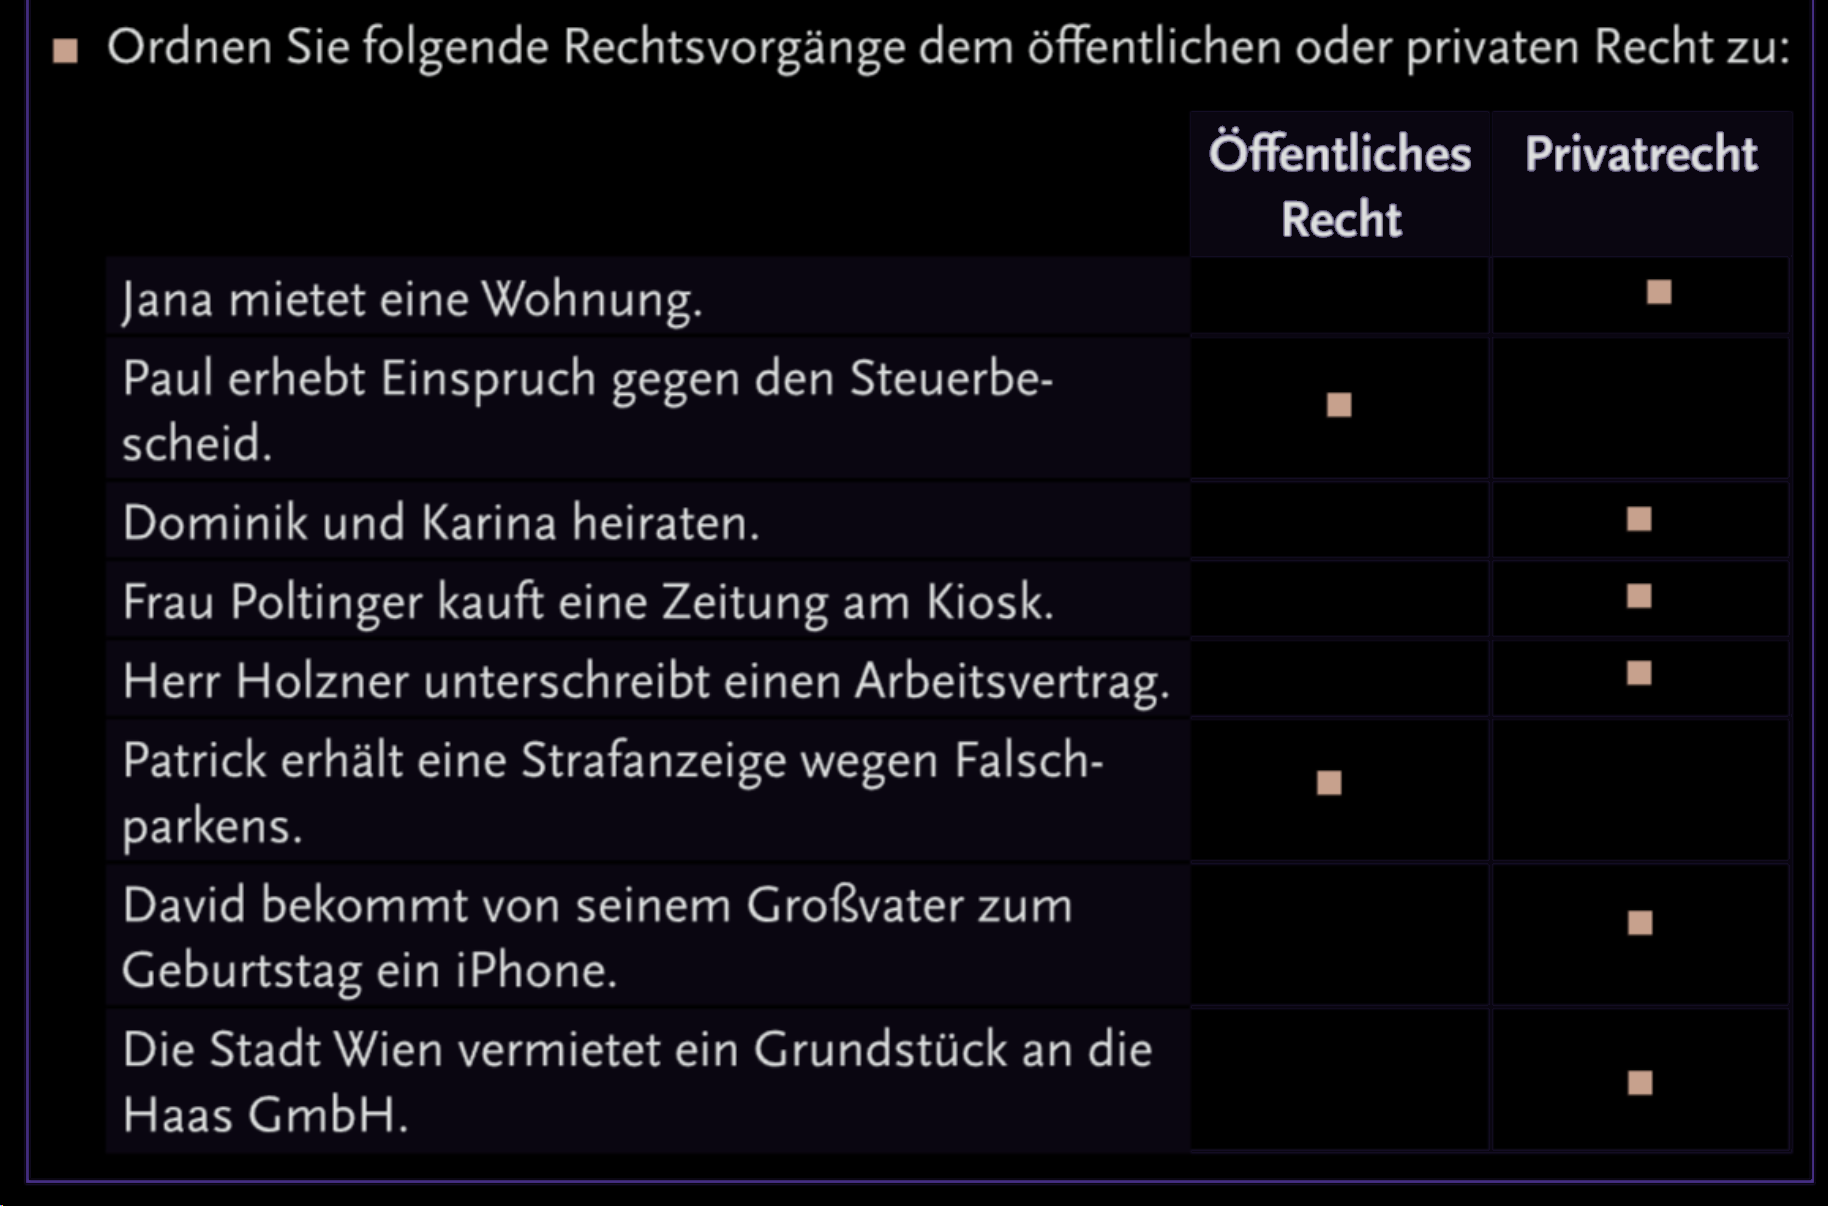 Ordnen Sie folgende Rechtsvorgänge dem öffentlichen oder privaten Recht zu:
Öffentliches Recht
Privatrecht
Jana mietet eine Wohnung.
Paul erhebt Einspruch gegen den Steuerbe-
scheid.
Dominik und Karina heiraten.
Frau Poltinger kauft eine Zeitung am Kiosk.
Herr Holzner unterschreibt einen Arbeitsvertrag.
Patrick erhält eine Strafanzeige wegen Falsch-
parkens.
David bekommt von seinem Großvater zum
Geburtstag ein iPhone.
Die Stadt Wien vermietet ein Grundstück an die
Haas GmbH.